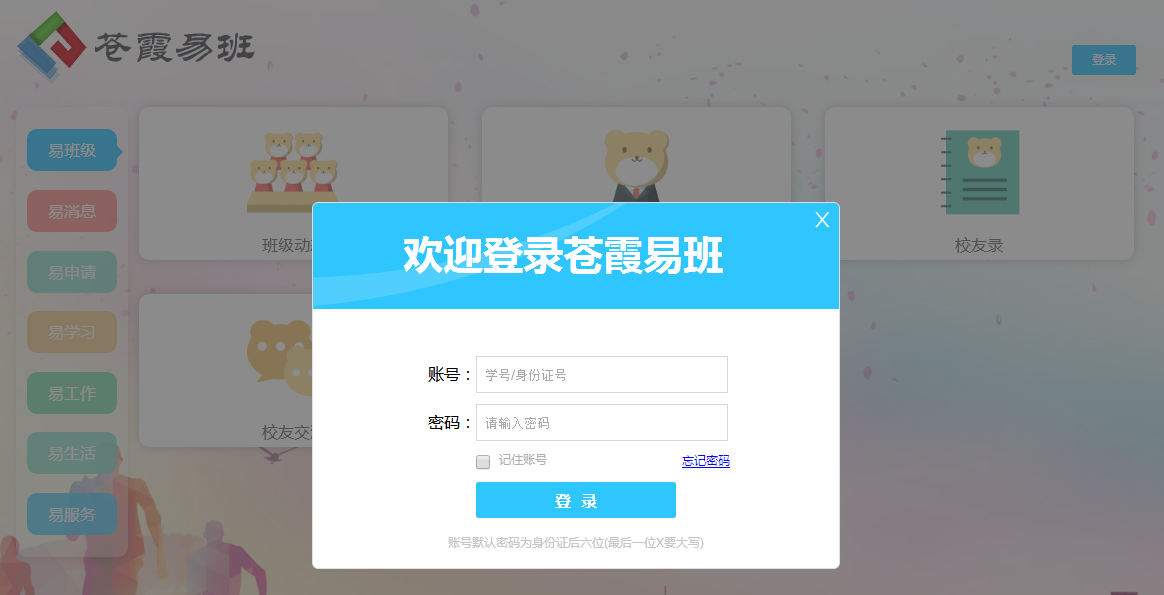 苍霞易班
登录
易班级
易消息
易申请
易学习
易工作
易生活
易服务
班级动
校友录
校友交
X
欢迎登录苍霞易班
账号：
学号/身份证号
密码：
请输入密码
记住账号
忘记密码
登 录
账号默认密码为身份证后六位(最后一位X要大写)